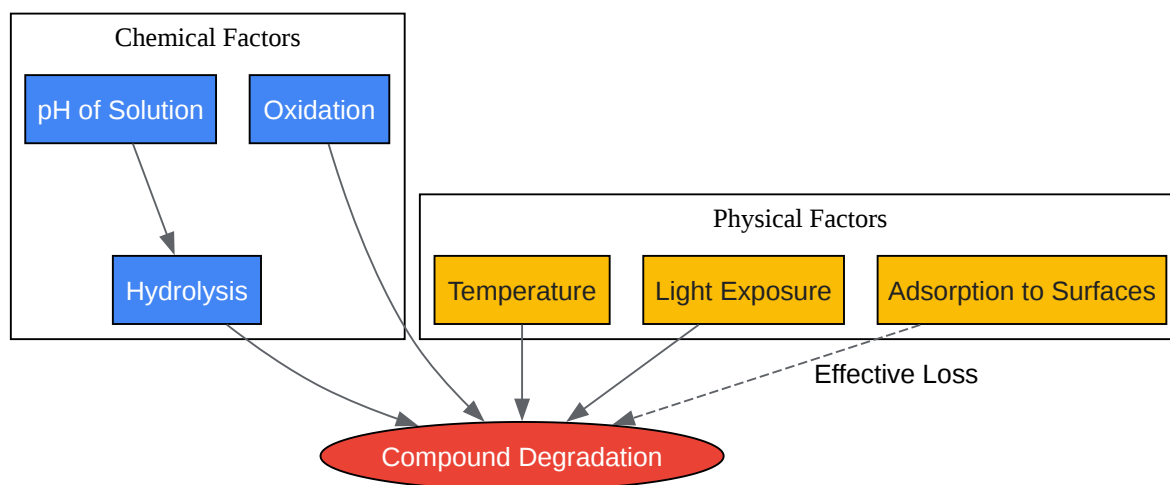 Chemical Factors
pH of Solution
Oxidation
Hydrolysis
Physical Factors
Temperature
Light Exposure
Adsorption to Surfaces
Effective Loss
Compound Degradation